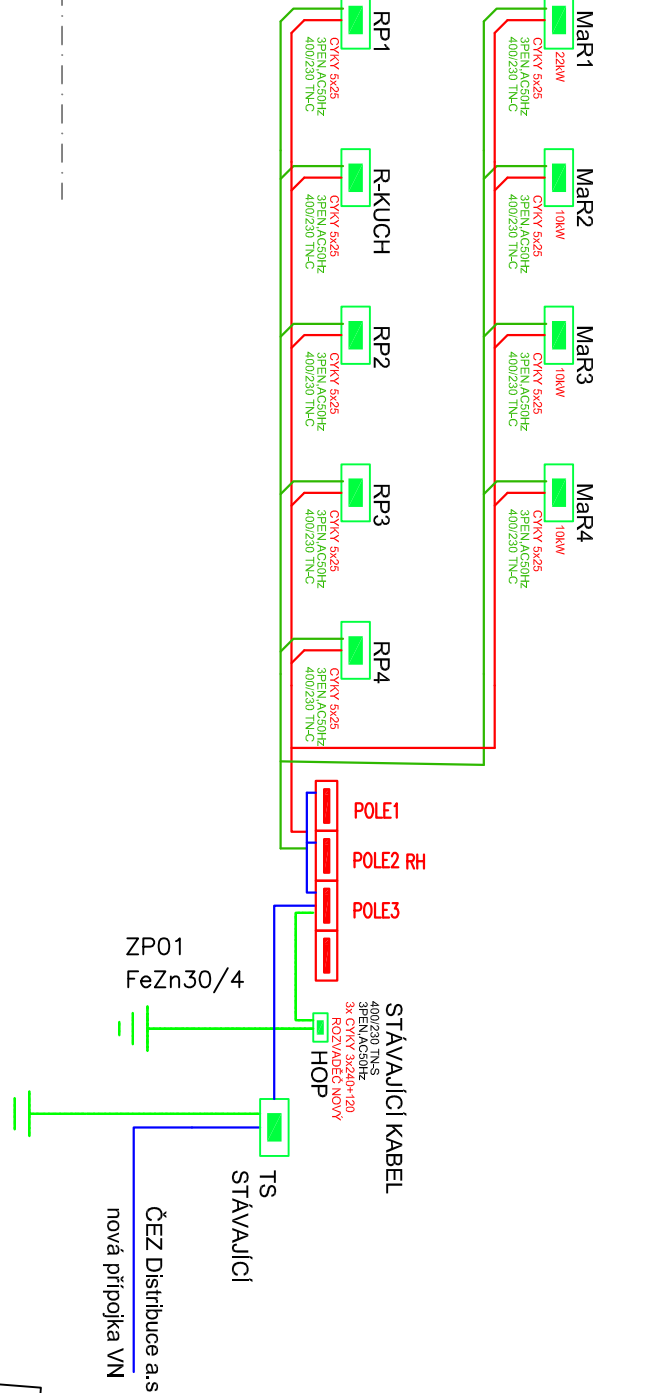 MaR1
22kW
CYKY 5x25
3PEN,AC50Hz
400/230 TN-C
MaR2
10kW
CYKY 5x25
3PEN,AC50Hz
400/230 TN-C
MaR3
10kW
CYKY 5x25
3PEN,AC50Hz
400/230 TN-C
MaR4
10kW
CYKY 5x25
3PEN,AC50Hz
400/230 TN-C
RP1
CYKY 5x25
3PEN,AC50Hz
400/230 TN-C
R-KUCH
CYKY 5x25
3PEN,AC50Hz
400/230 TN-C
RP2
CYKY 5x25
3PEN,AC50Hz
400/230 TN-C
RP3
CYKY 5x25
3PEN,AC50Hz
400/230 TN-C
RP4
CYKY 5x25
3PEN,AC50Hz
400/230 TN-C
POLE1
POLE2 RH
POLE3
ZP01
FeZn30/4
STÁVAJÍCÍ KABEL
400/230 TN-S
3PEN,AC50Hz
3x CYKY 3x240+120
ROZVADĚČ NOVÝ
HOP
TS
STÁVAJÍCÍ
ČEZ Distribuce a.s
nová přípojka VN